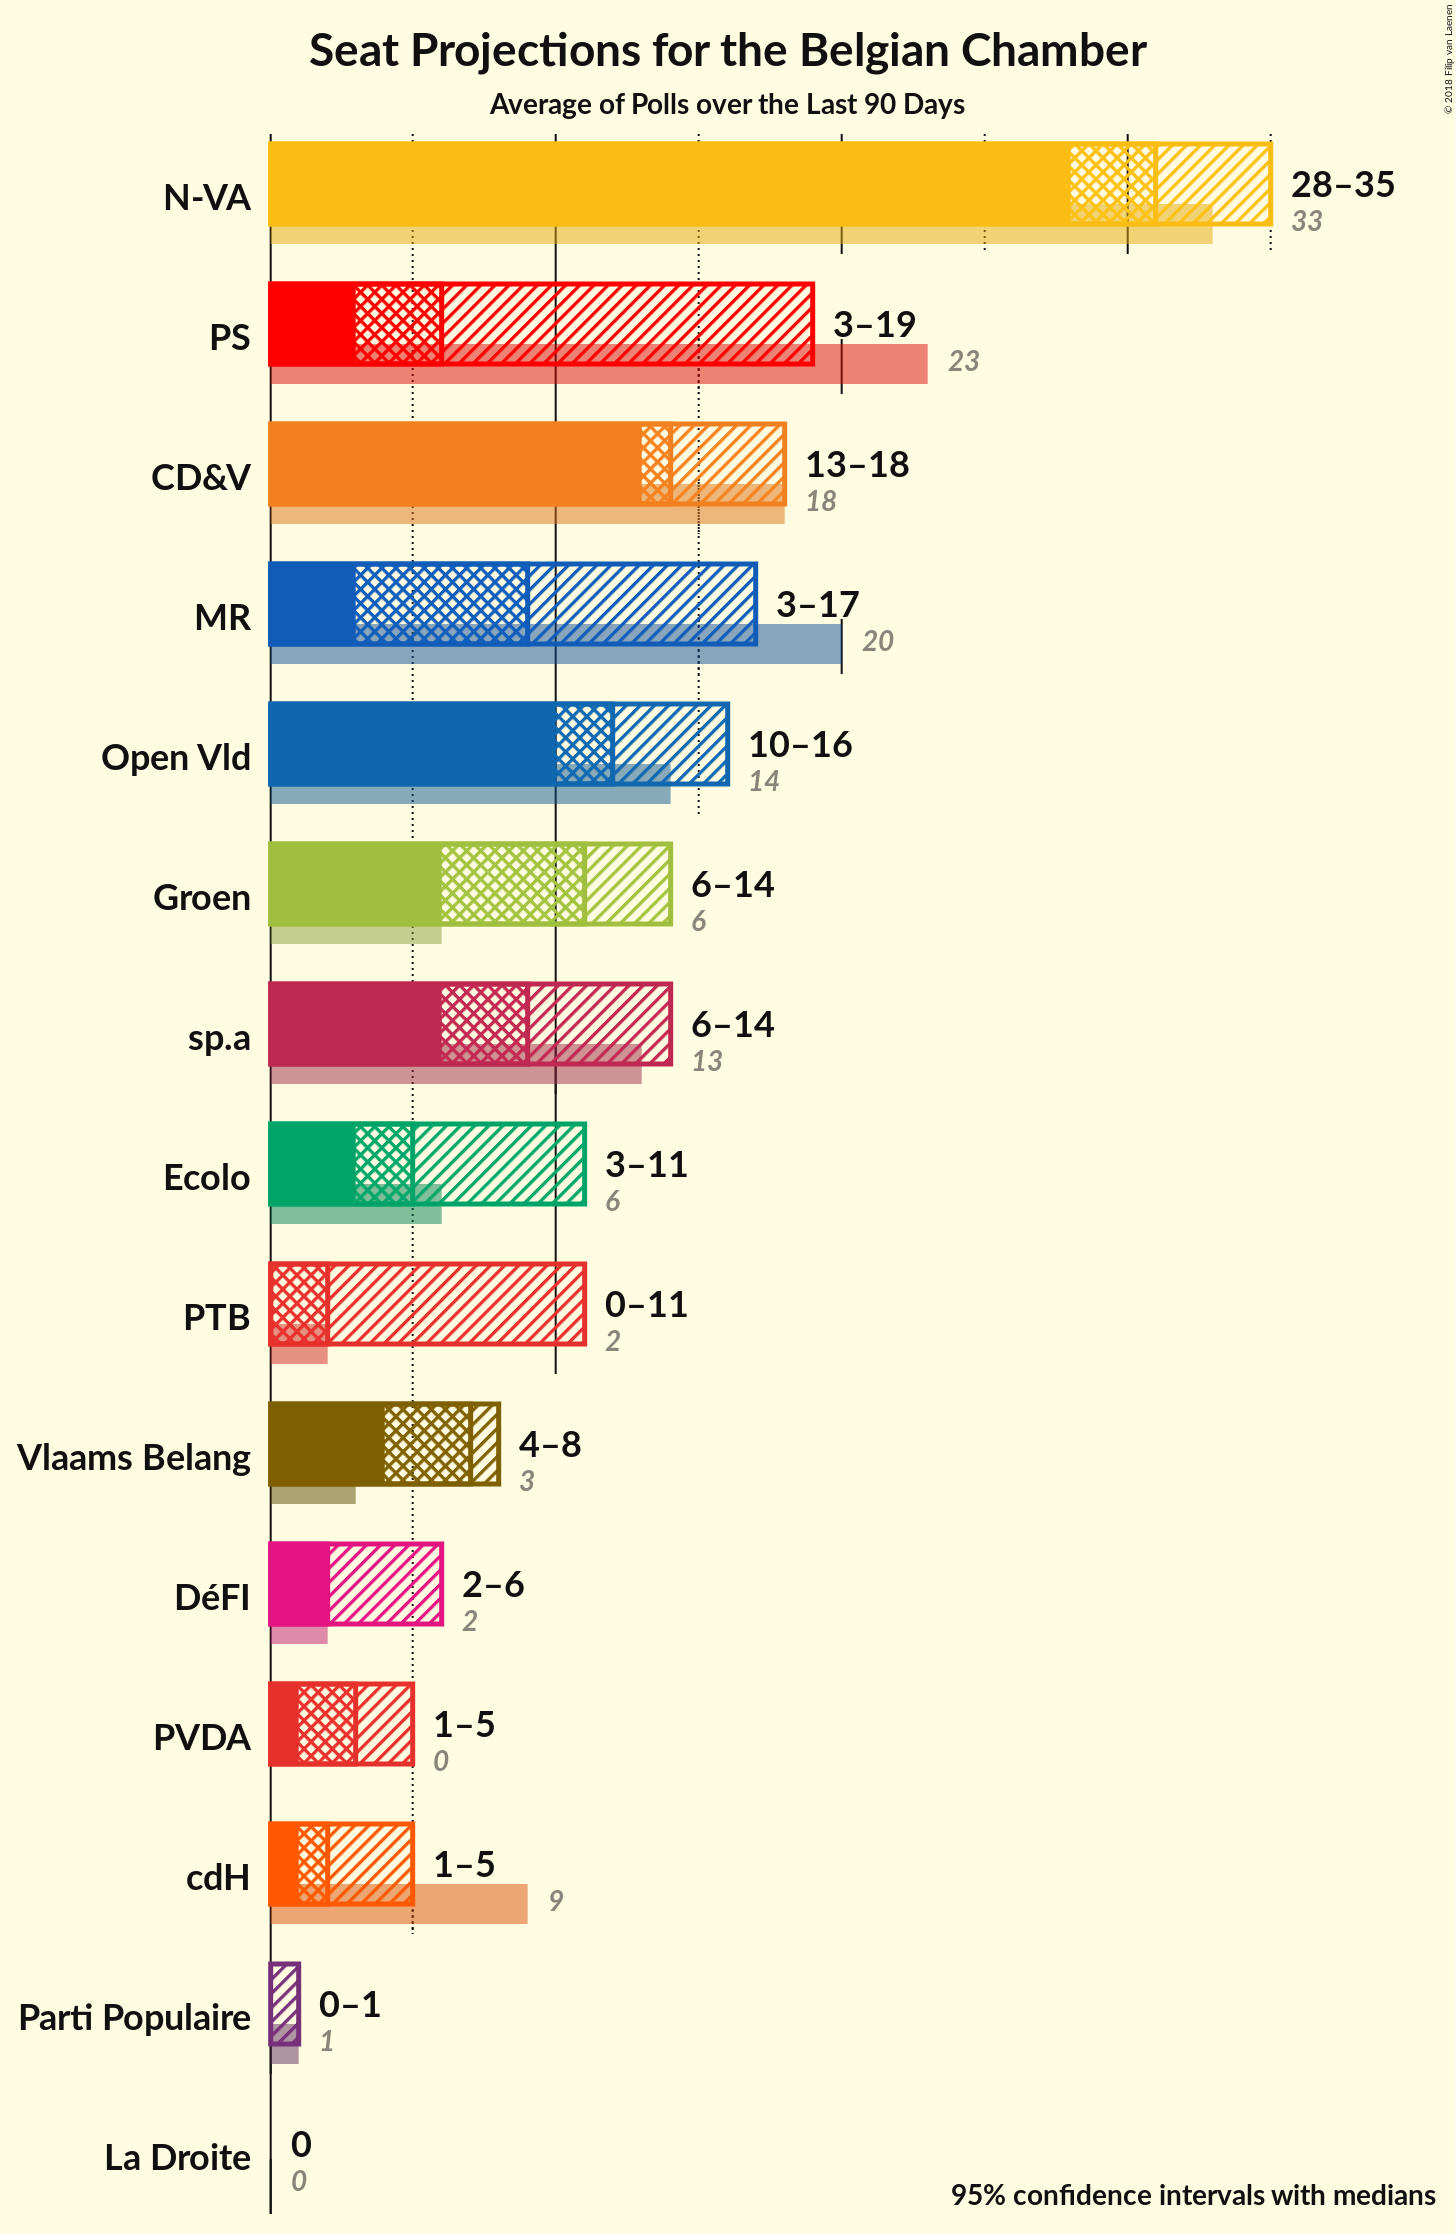 Seat Projections for the Belgian Chamber
Average of Polls over the Last 90 Days
© 2018 Filip van Laenen
N-VA
28–35
33
PS
3–19
23
CD&V
13–18
18
MR
3–17
20
Open Vld
10–16
14
Groen
6–14
6
sp.a
6–14
13
Ecolo
3–11
6
PTB
0–11
2
Vlaams Belang
4–8
3
DéFI
2–6
2
PVDA
1–5
0
cdH
1–5
9
Parti Populaire
0–1
1
La Droite
0
0
95% confidence intervals with medians